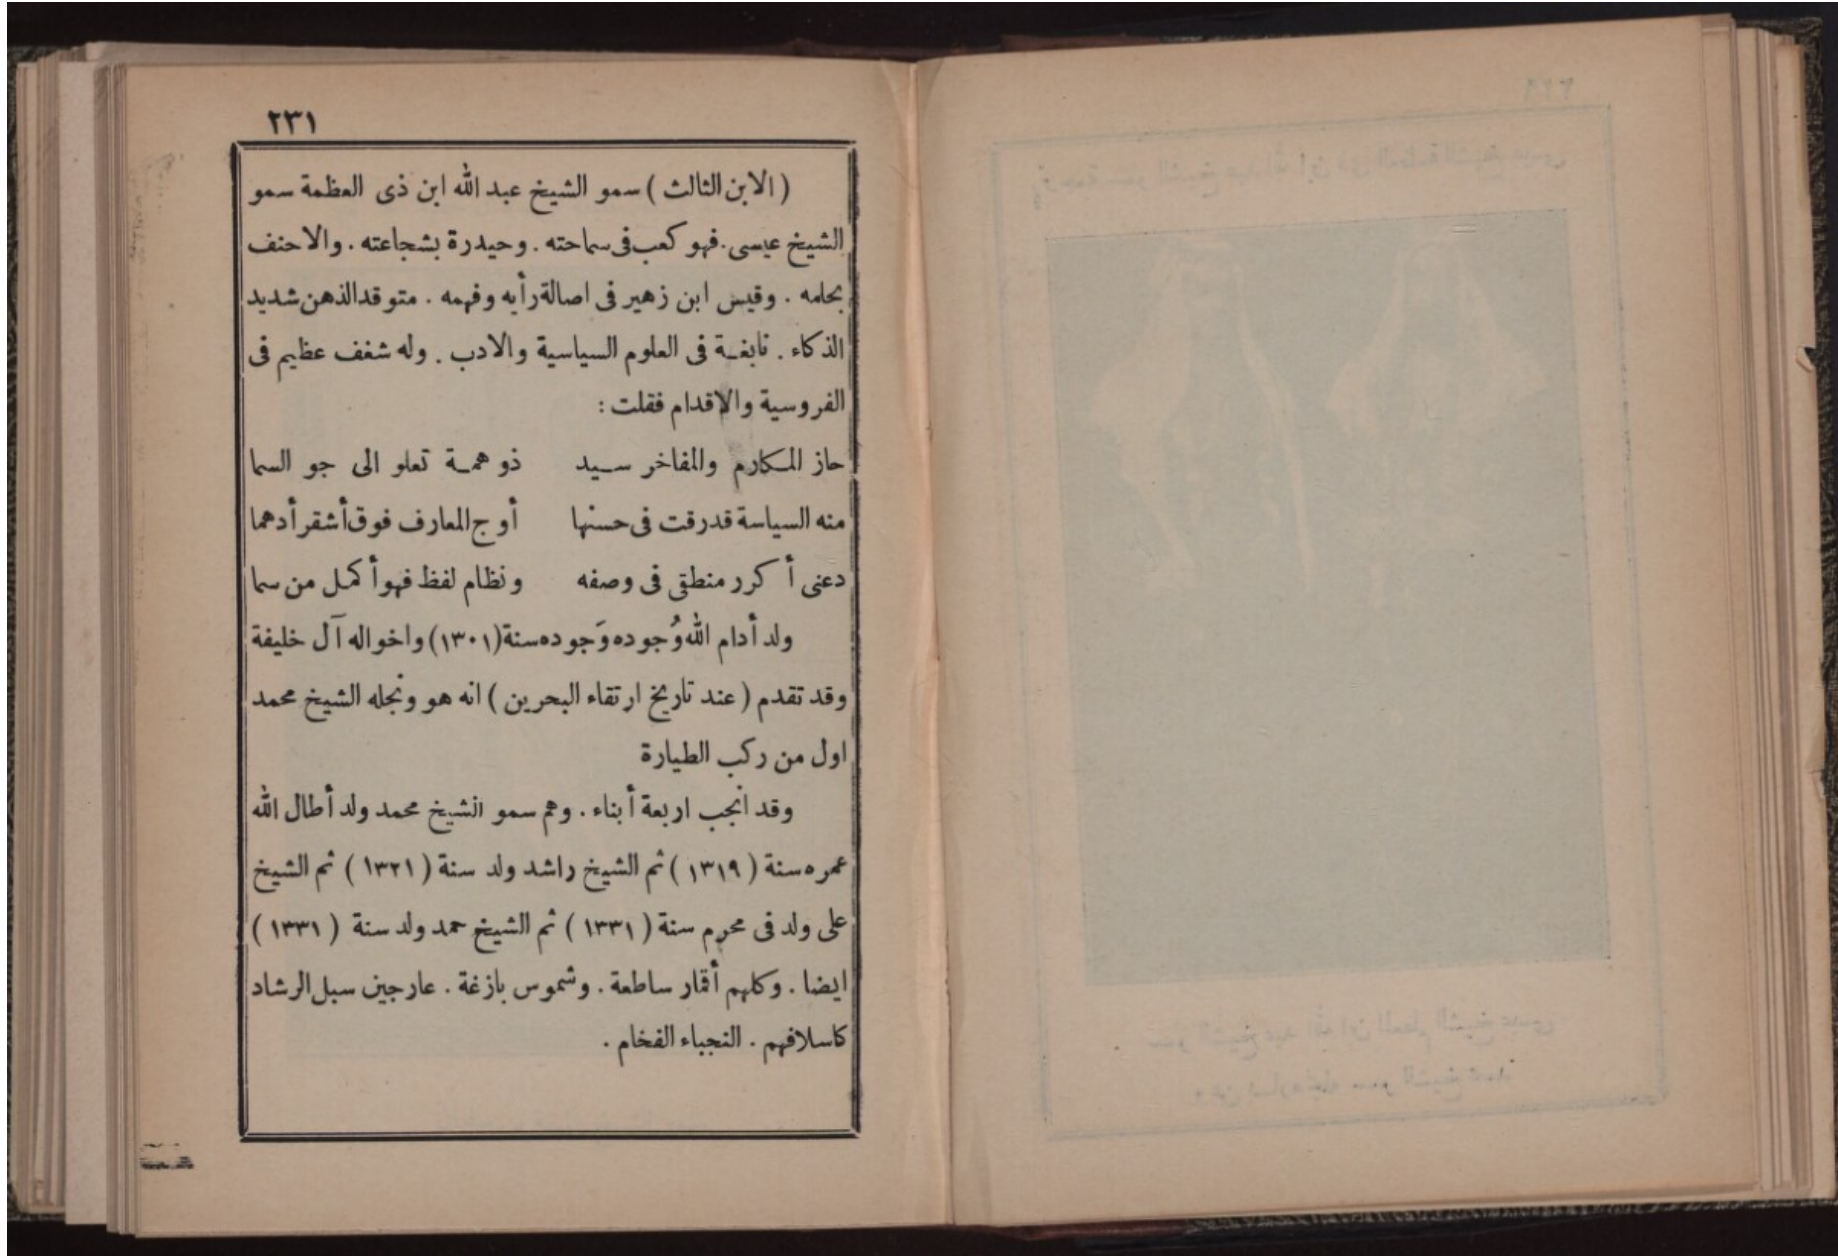 ٢٣١
( الابن الثالث ) سمو الشيخ عبد الله ابن ذى العظمة سمو
الشيخ عيسى . فهو كعب فى سماحته . وحيدرة بشجاعته . والاحنف
بحلمه . وقيس ابن زهير فى اصالة رأيه وفهمه . متوقد الذهن شديد
الذكاء . نابغة فى العلوم السياسية والادب . وله شغف عظيم فى
الفروسية والاقدام فقلت :
حاز المكارم والمفاخر سيد ذو همة تعلو الى جو السما
منه السياسة قد رقت فى حسنها أوج المعارف فوق أشقر أدهما
دعنى أكرر منطقى فى وصفه ونظام لفظ فهو أكمل من سما
ولد أدام الله وُجوده وَجوده سنة (١٣٠١) واخواله آل خليفة
وقد تقدم ( عند تاريخ ارتقاء البحرين ) انه هو ونجله الشيخ محمد
اول من ركب الطيارة
وقد انجب اربعة أبناء . وهم سمو الشيخ محمد ولد أطال الله
عمره سنة ( ١٣١٩ ) ثم الشيخ راشد ولد سنة ( ١٣٢١ ) ثم الشيخ
على ولد فى محرم سنة ( ١٣٣١ ) ثم الشيخ حمد ولد سنة ( ١٣٣١ )
ايضا . وكلهم أقمار ساطعة . وشموس بازغة . عارجين سبل الرشاد
كاسلافهم . النجباء الفخام .